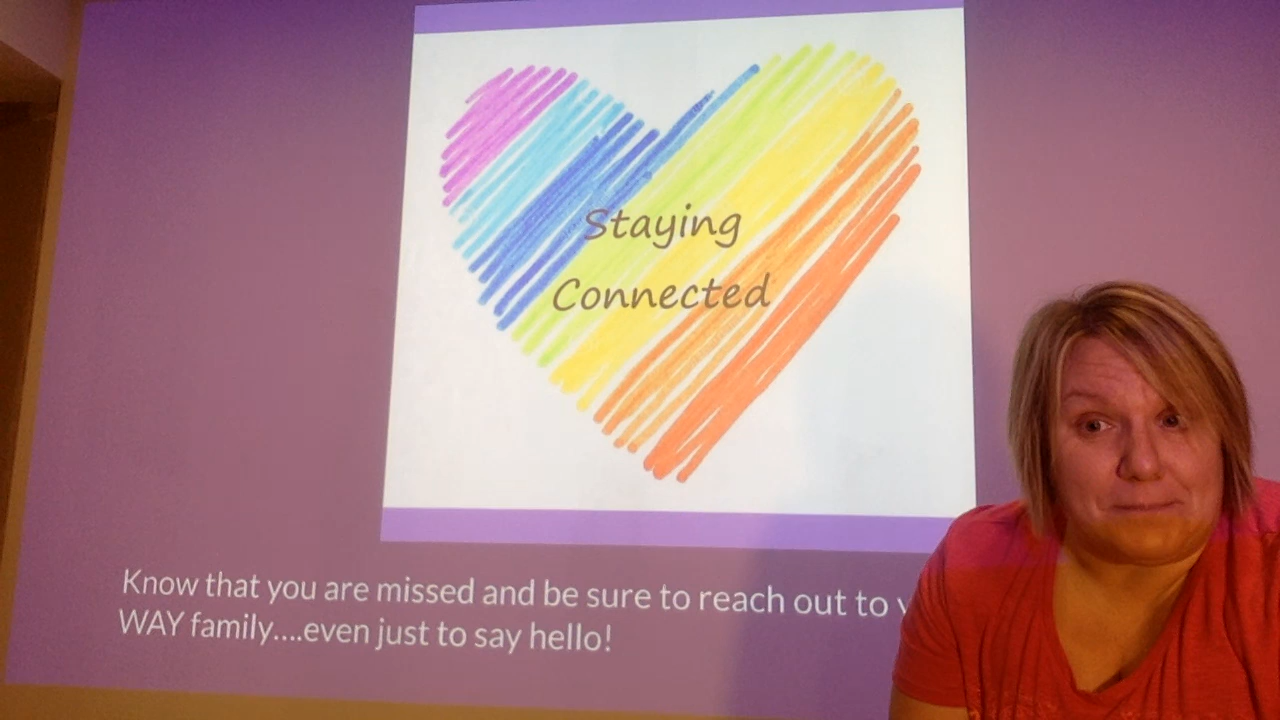 Staying
Connected
Know that you are missed and be sure to reach out to
WAY family....even just to say hello!